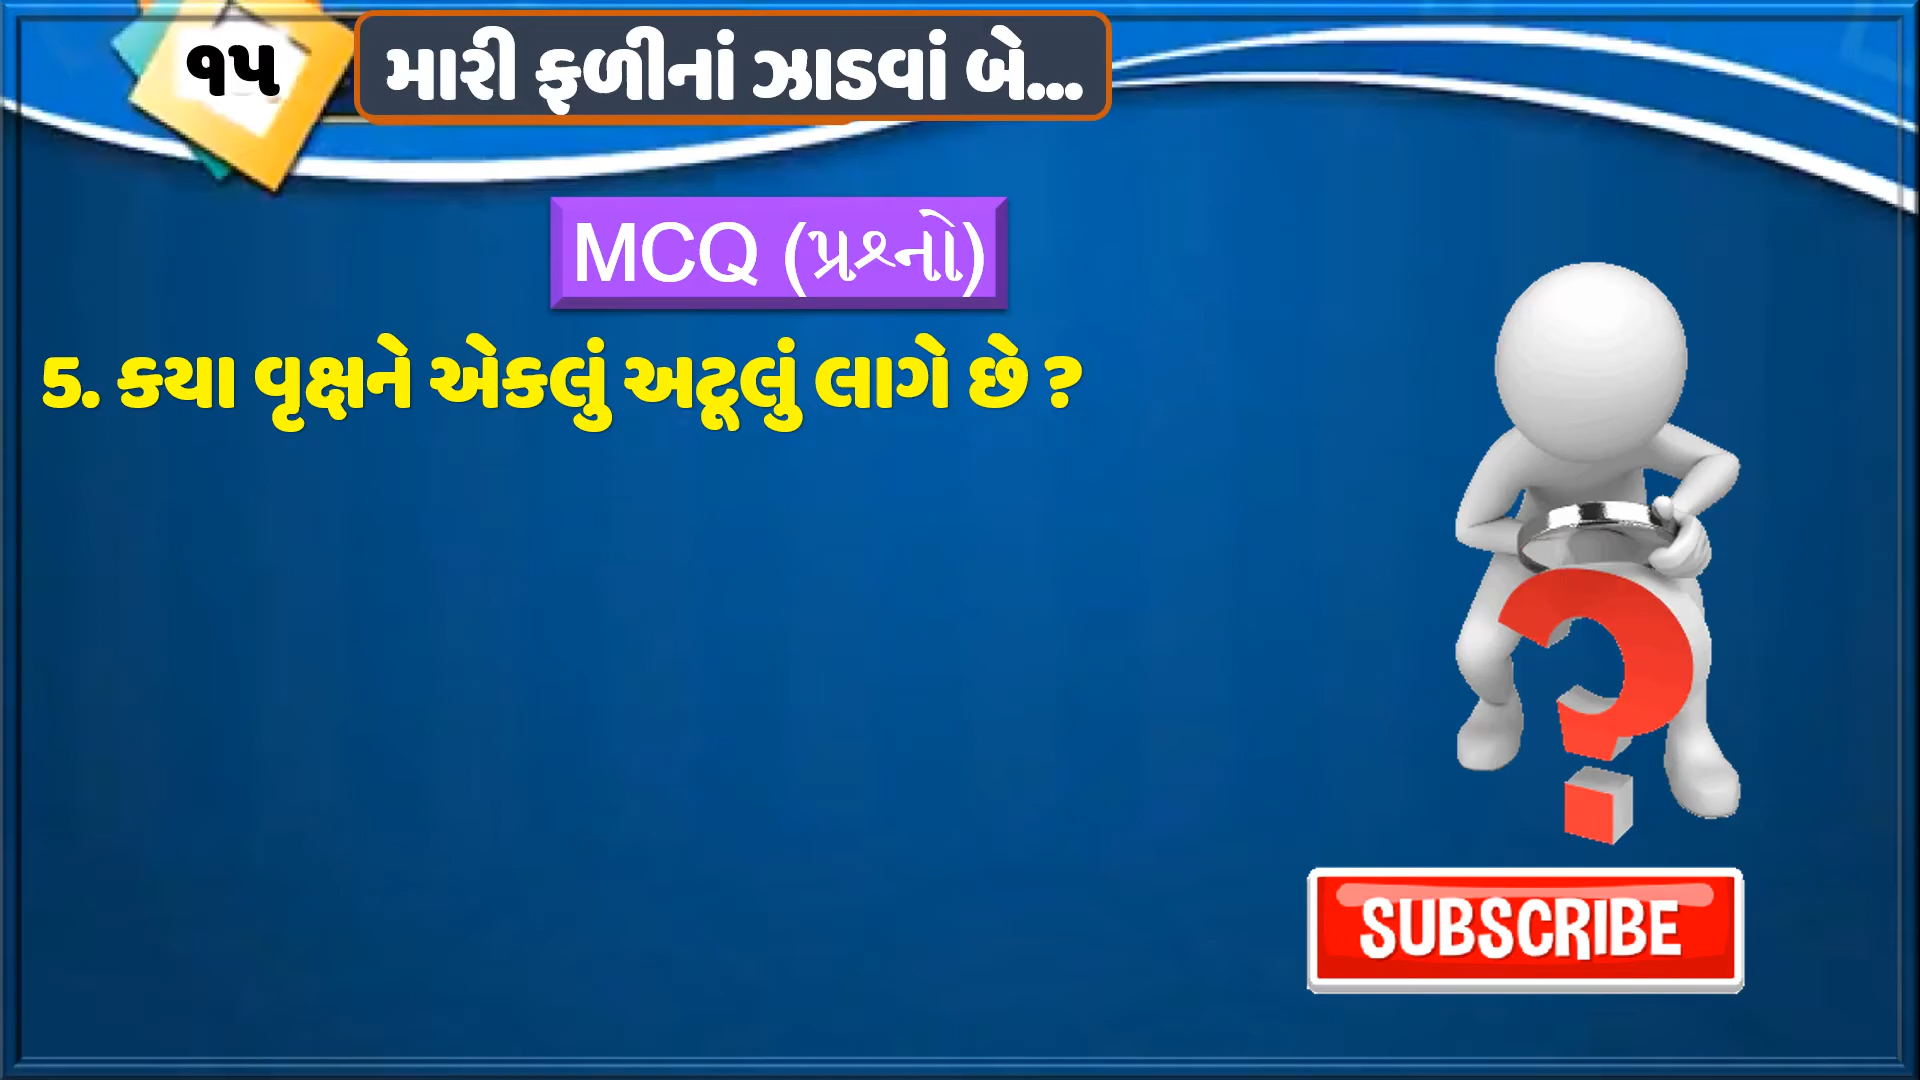 ૧૫
મારી ફળીનાં ઝાડવાં બે...
MCQ (પ્રશ્નો)
5. કયા વૃક્ષને એકલું અટૂલું લાગે છે ?
SUBSCRIBE